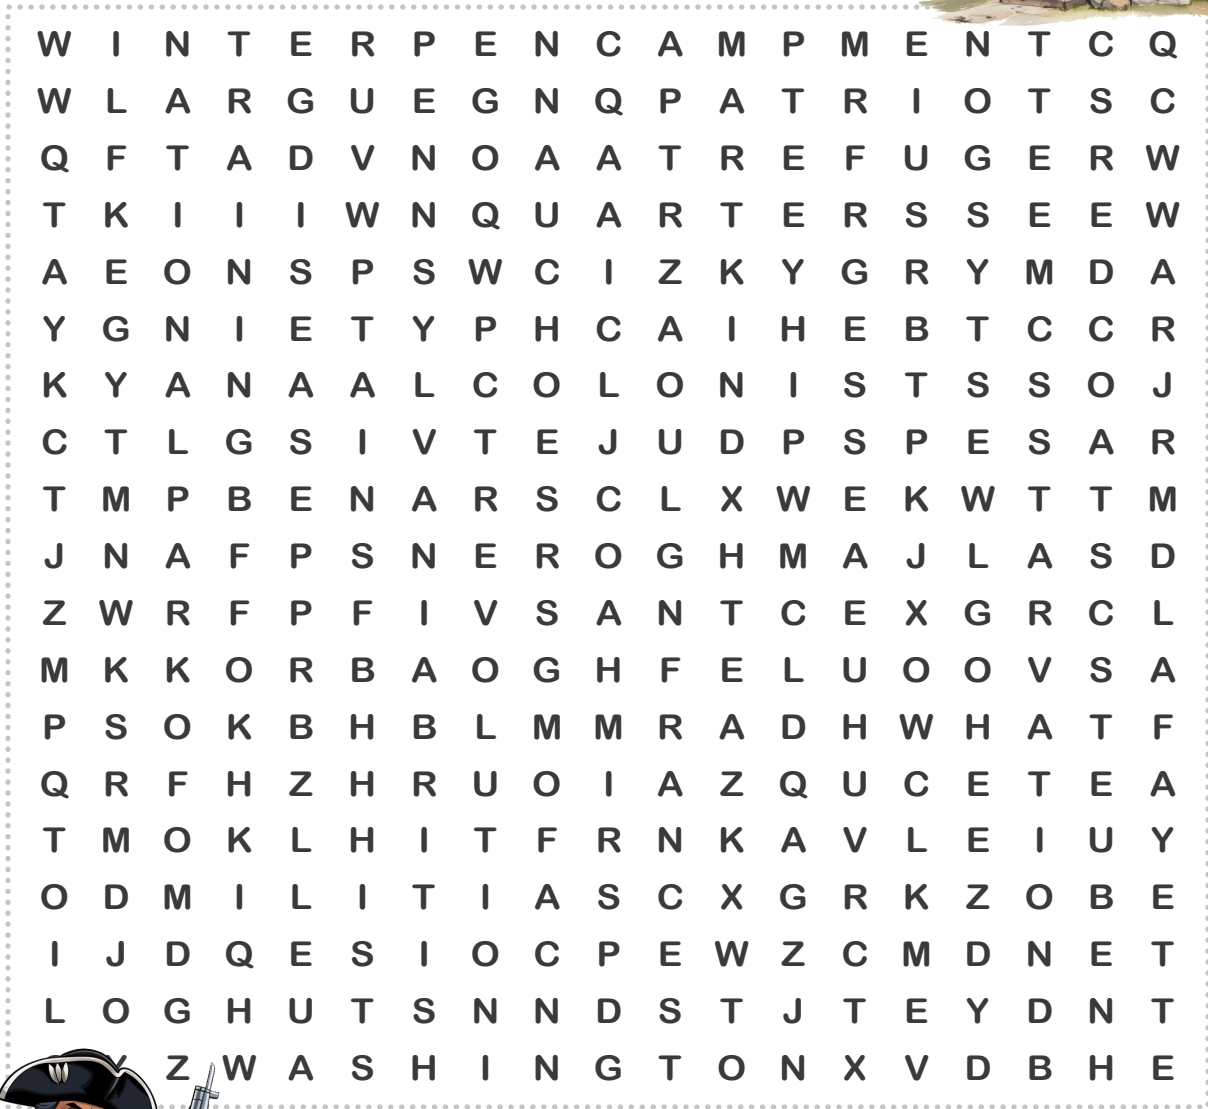 W I N T E R P E N C A M P M E N T C Q
W L A R G U E G N Q P A T R I O T S C
Q F T A D V N O A A T R E F U G E R W
T K I I I W N Q U A R T E R S S E E W
A E O N S P S W C I Z K Y G R Y M D A
Y G N I E T Y P H C A I H E B T C C R
K Y A N A A L C O L O N I S T S S O J
C T L G S I V T E J U D P S P E S A R
T M P B E N A R S C L X W E K W T T M
J N A F P S N E R O G H M A J L A S D
Z W R F P F I V S A N T C E X G R C L
M K K O R B A O G H F E L U O O V S A
P S O K B H B L M M R A D H W H A T F
Q R F H Z H R U O I A Z Q U C E T E A
T M O K L H I T F R N K A V L E I U Y
O D M I L I T I A S C X G R K Z O B E
I J D Q E S I O C P E W Z C M D N E T
L O G H U T S N N D S T J T E Y D N T
Z W A S H I N G T O N X V D B H E